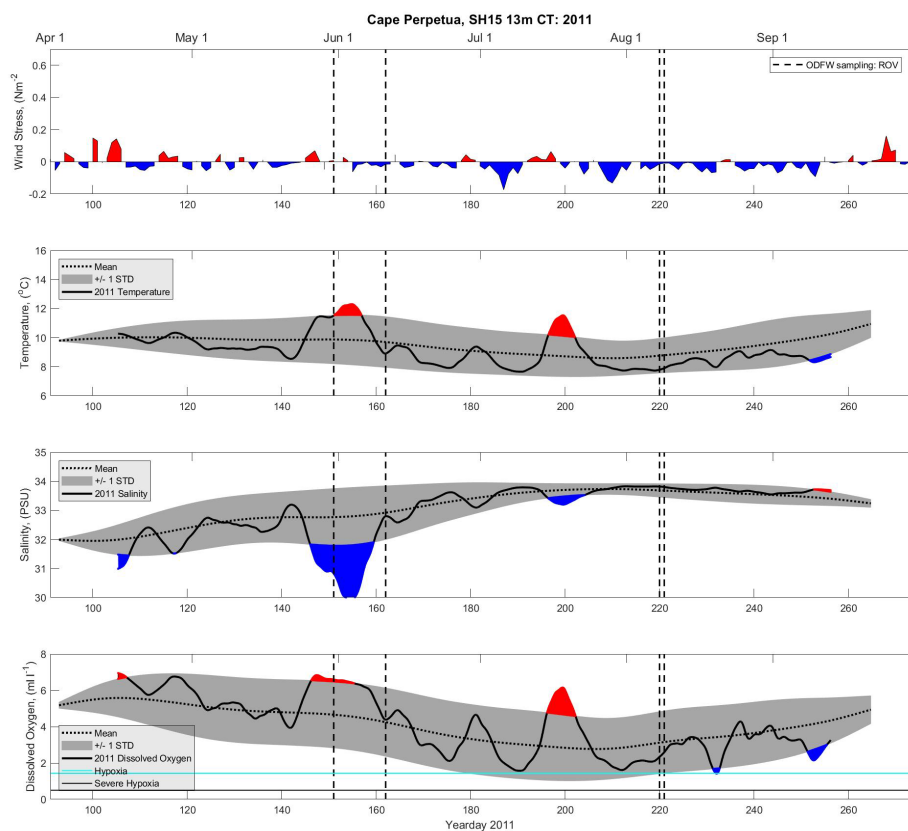 Cape Perpetua, SH15 13m CT: 2011
Apr 1 May 1 Jun 1 Jul 1 Aug 1 Sep 1
ODFW sampling: ROV
Wind Stress, (Nm-2
0.6
0.4
0.2
0
-0.2
100 120 140 160 180 200 220 240 260
Temperature, (°C)
16
14
12
10
8
6
Mean
+/- 1 STD
2011 Temperature
100 120 140 160 180 200 220 240 260
Salinity, (PSU)
35
34
33
32
31
30
Mean
+/- 1 STD
2011 Salinity
100 120 140 160 180 200 220 240 260
Dissolved Oxygen, (ml l-1)
8
6
4
2
0
Mean
+/- 1 STD
2011 Dissolved Oxygen
Hypoxia
Severe Hypoxia
100 120 140 160 180 200 220 240 260
Yearday 2011